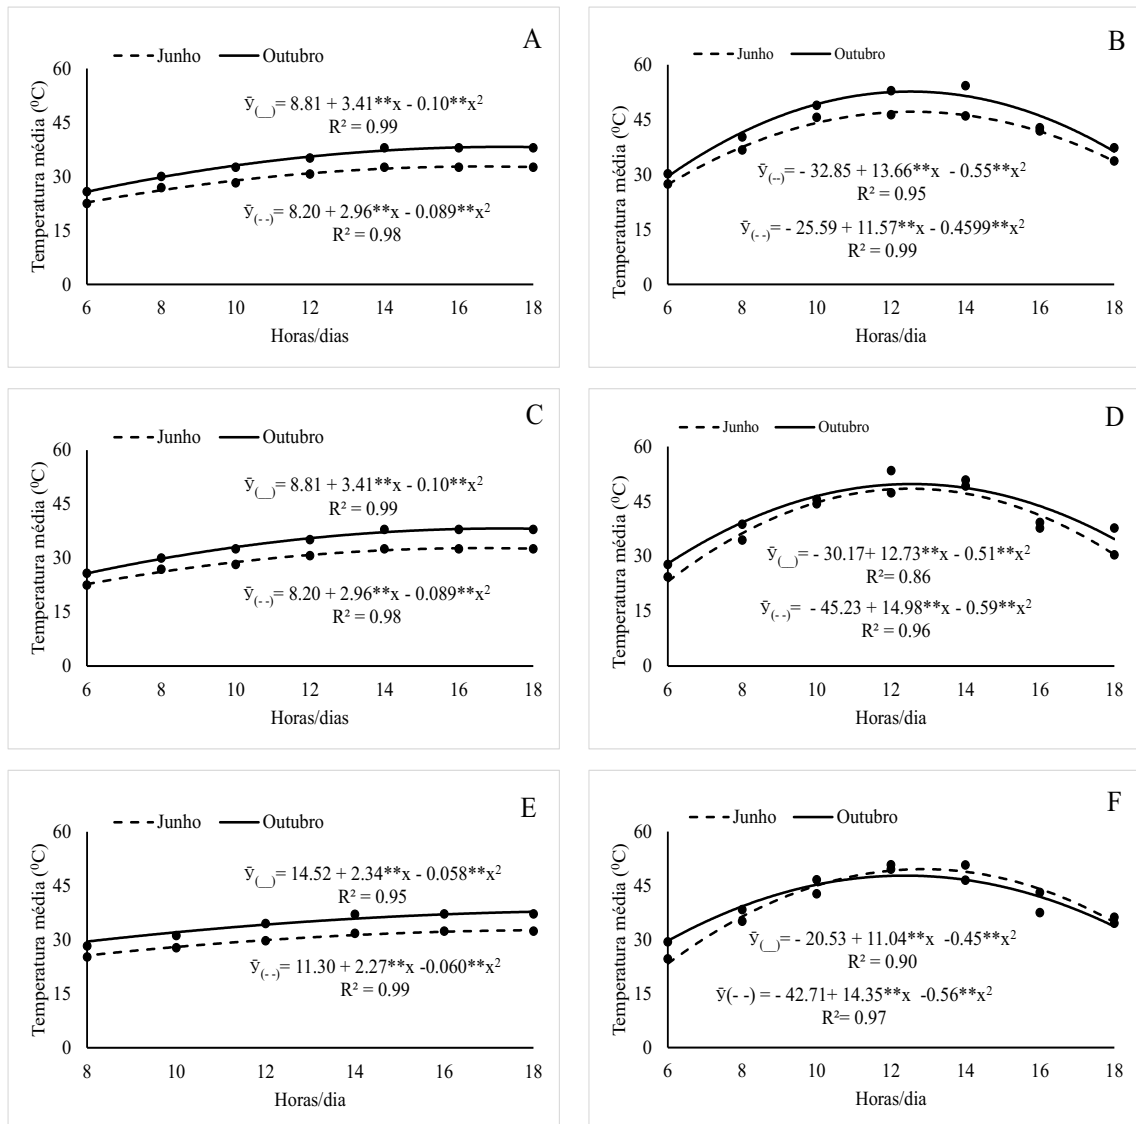 A
Junho Outubro
60
45
30
15
0
Temperatura média (⁰C)
ȳ(__)= 8.81 + 3.41**x - 0.10**x²
R² = 0.99
ȳ(- -)= 8.20 + 2.96**x - 0.089**x²
R² = 0.98
6 8 10 12 14 16 18
Horas/dias
B
Junho Outubro
60
45
30
15
0
Temperatura média (⁰C)
ȳ(--)= - 32.85 + 13.66**x - 0.55**x²
R² = 0.95
ȳ(- -)= - 25.59 + 11.57**x - 0.4599**x²
R² = 0.99
6 8 10 12 14 16 18
Horas/dia
C
Junho Outubro
60
45
30
15
0
Temperatura média (⁰C)
ȳ(__)= 8.81 + 3.41**x - 0.10**x²
R² = 0.99
ȳ(- -)= 8.20 + 2.96**x - 0.089**x²
R² = 0.98
6 8 10 12 14 16 18
Horas/dias
D
Junho Outubro
60
45
30
15
0
Temperatura média (⁰C)
ȳ(__)= - 30.17+ 12.73**x - 0.51**x²
R²= 0.86
ȳ(- -)= - 45.23 + 14.98**x - 0.59**x²
R² = 0.96
6 8 10 12 14 16 18
Horas/dia
E
Junho Outubro
60
45
30
15
0
Temperatura média (⁰C)
ȳ(__)= 14.52 + 2.34**x - 0.058**x²
R² = 0.95
ȳ(- -)= 11.30 + 2.27**x -0.060**x²
R² = 0.99
8 10 12 14 16 18
Horas/dia
F
Junho Outubro
60
45
30
15
0
Temperatura média (⁰C)
ȳ(__)= - 20.53 + 11.04**x -0.45**x²
R² = 0.90
ȳ(- -) = - 42.71+ 14.35**x -0.56**x²
R²= 0.97
6 8 10 12 14 16 18
Horas/dia